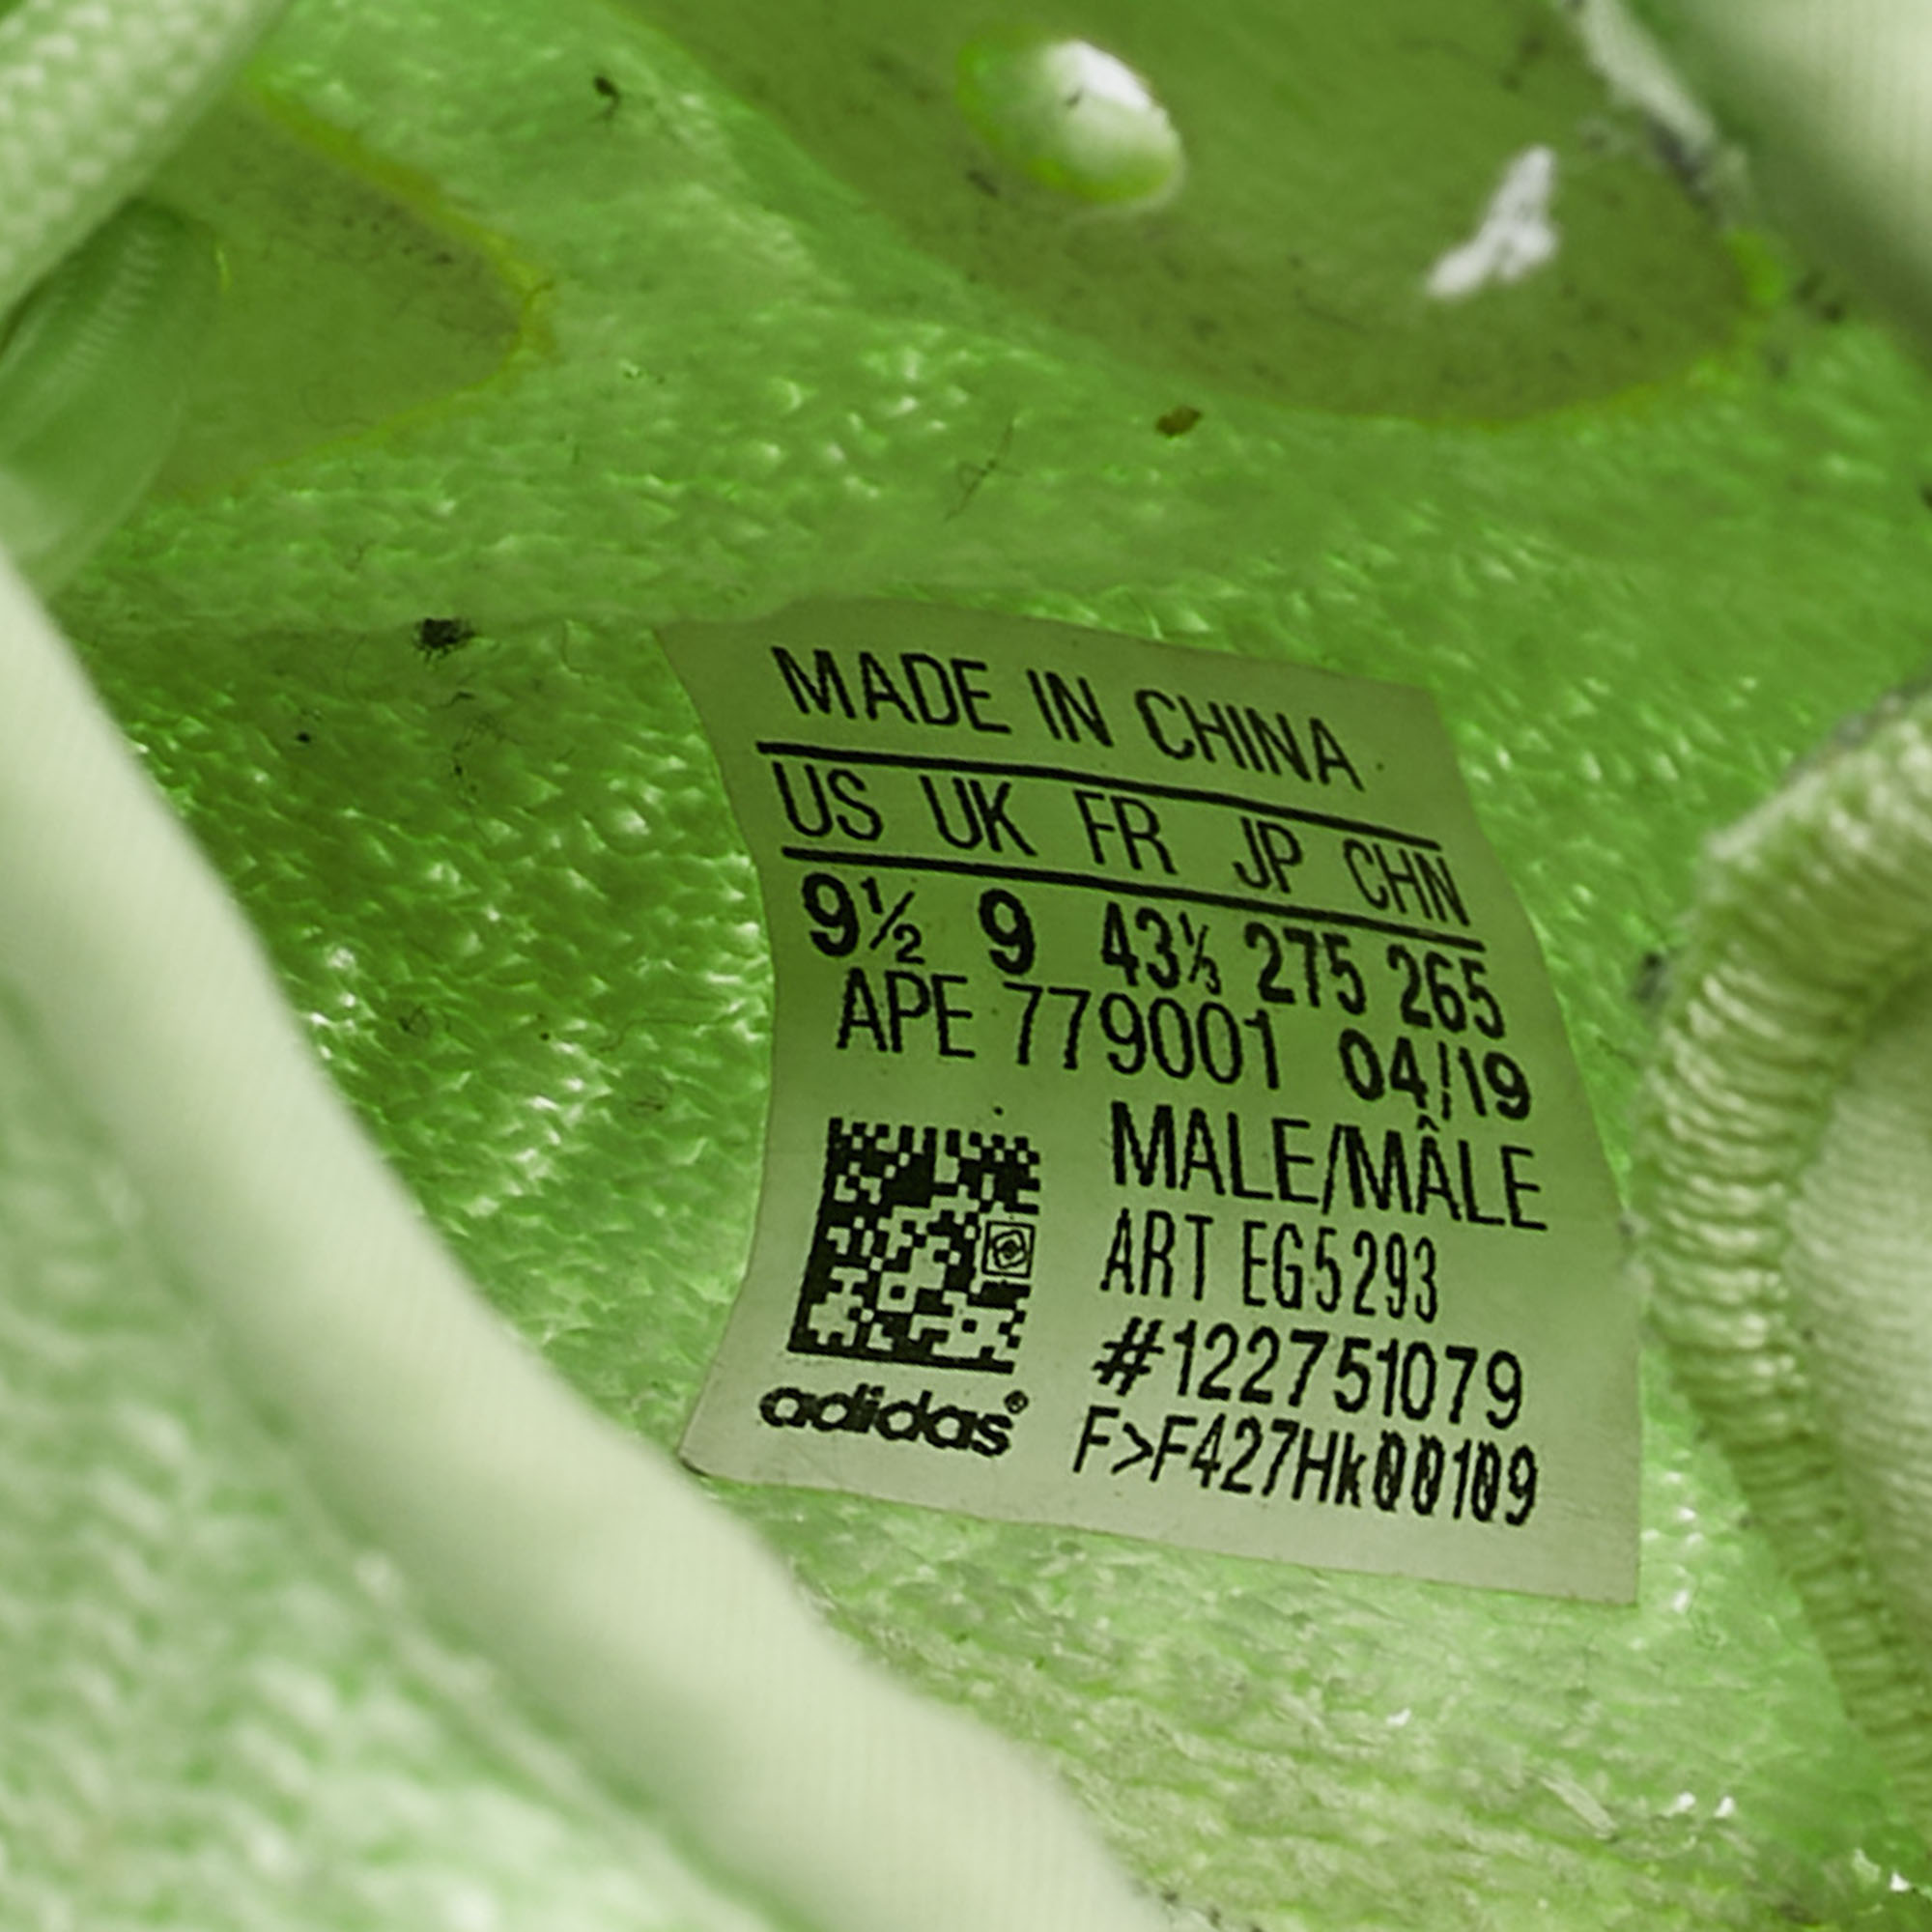 MADE IN CHINA
US UK FR JP CHN
9½ 9 43⅓ 275 265
APE 779001 04/19
MALE/MÂLE
ART EG5293
#122751079
F>F427Hk00109
adidas®